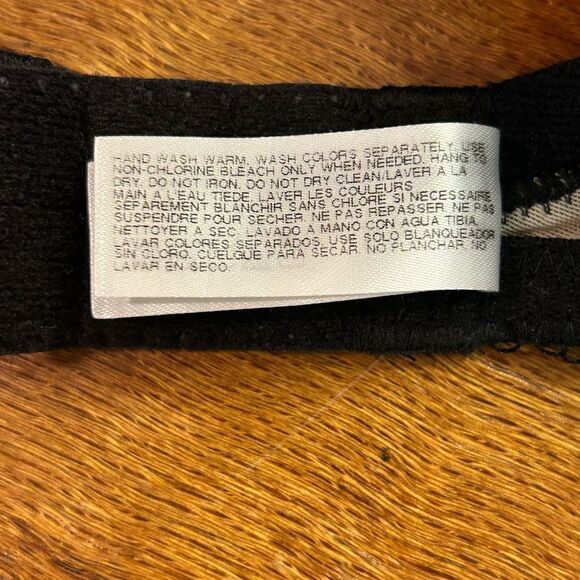 HAND WASH WARM. WASH COLORS SEPARATELY. USE
NON-CHLORINE BLEACH ONLY WHEN NEEDED. HANG TO
DRY. DO NOT IRON. DO NOT DRY CLEAN/LAVER A LA
MAIN A L'EAU TIEDE. LAVER LES COULEURS
SEPAREMENT BLANCHIR SANS CHLORE SI NECESSAIRE.
SUSPENDRE POUR SECHER. NE PAS REPASSER NE PAS
NETTOYER A SEC. LAVADO A MANO CON AGUA TIBIA.
LAVAR COLORES SEPARADOS. USE SOLO BLANQUEADOR
SIN CLORO. CUELGUE PARA SECAR. NO PLANCHAR. NO
LAVAR EN SECO.